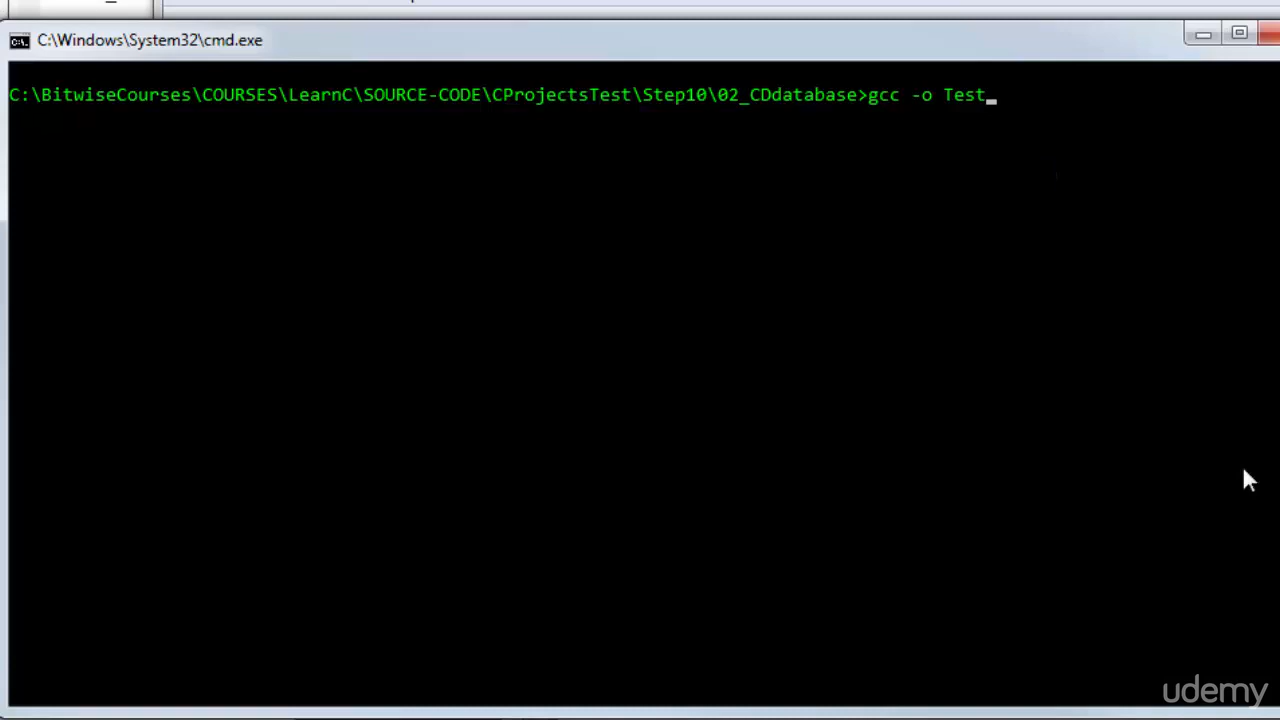 C:\Windows\System32\cmd.exe
C:\BitwiseCourses\COURSES\LearnC\SOURCE-CODE\CProjectsTest\Step10\02_CDdatabase>gcc -o Test
udemy